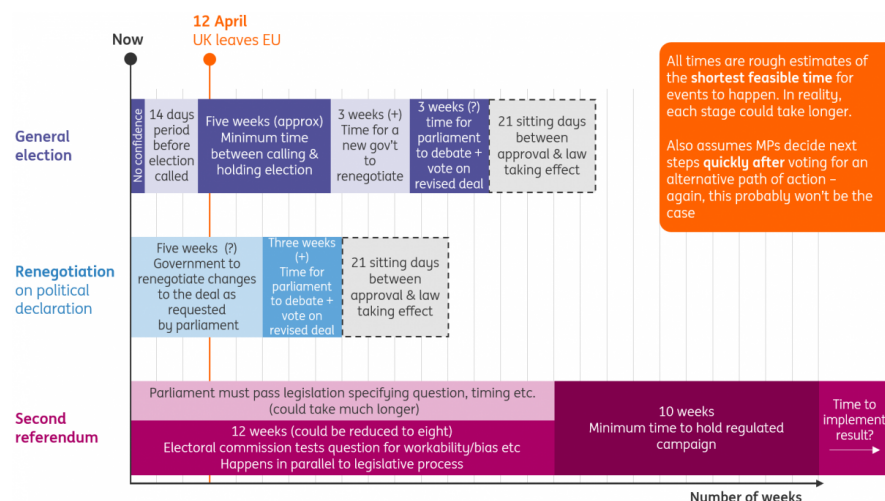 12 April
UK leaves EU
Now
General
election
No confidence
14 days
period
before
election
called
Five weeks (approx)
Minimum time
between calling &
holding election
3 weeks (+)
Time for a
new gov't
to
renegotiate
3 weeks (?)
time for
parliament
to debate +
vote on
revised deal
21 sitting days
between
approval & law
taking effect
All times are rough estimates of
the shortest feasible time for
events to happen. In reality,
each stage could take longer.
Also assumes MPs decide next
steps quickly after voting for an
alternative path of action –
again, this probably won't be the
case
Renegotiation
on political
declaration
Five weeks (?)
Government to
renegotiate changes
to the deal as
requested
by parliament
Three weeks
(+)
Time for
parliament
to debate +
vote on
revised deal
21 sitting days
between
approval & law
taking effect
Second
referendum
Parliament must pass legislation specifying question, timing etc.
(could take much longer)
12 weeks (could be reduced to eight)
Electoral commission tests question for workability/bias etc
Happens in parallel to legislative process
10 weeks
Minimum time to hold regulated
campaign
Time to
implement
result?
Number of weeks